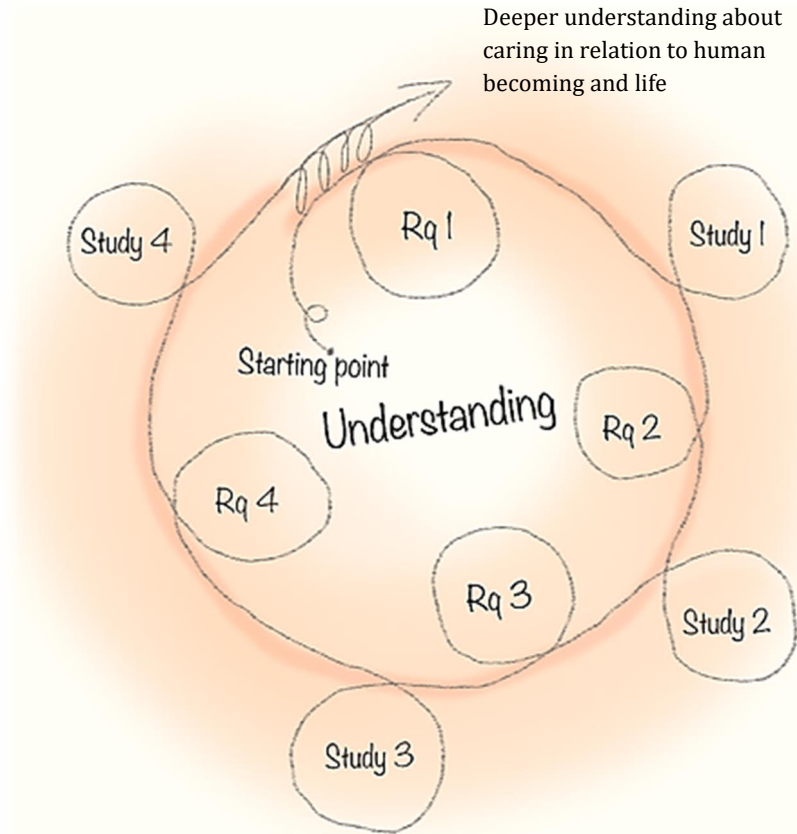 Deeper understanding about
caring in relation to human
becoming and life
Rq 1
Study 1
Study 4
Starting point
Understanding
Rq 2
Rq 4
Rq 3
Study 2
Study 3